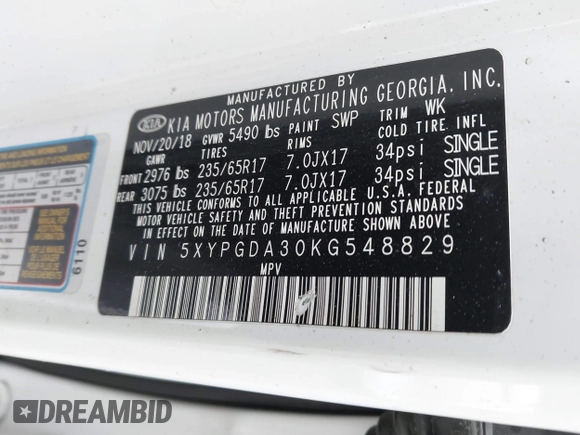 MANUFACTURED BY
KIA KIA MOTORS MANUFACTURING GEORGIA, INC.
NOV/20/18 GVWR 5490 lbs PAINT SWP TRIM WK
GAWR TIRES RIMS COLD TIRE INFL
FRONT 2976 lbs 235/65R17 7.0JX17 34psi SINGLE
REAR 3075 lbs 235/65R17 7.0JX17 34psi SINGLE
THIS VEHICLE CONFORMS TO ALL APPLICABLE U.S.A. FEDERAL
MOTOR VEHICLE SAFETY, BUMPER, AND THEFT PREVENTION STANDARDS
IN EFFECT ON THE DATE OF MANUFACTURE SHOWN ABOVE.
VIN 5XYPGDA30KG548829
MPV
6110
DREAMBID